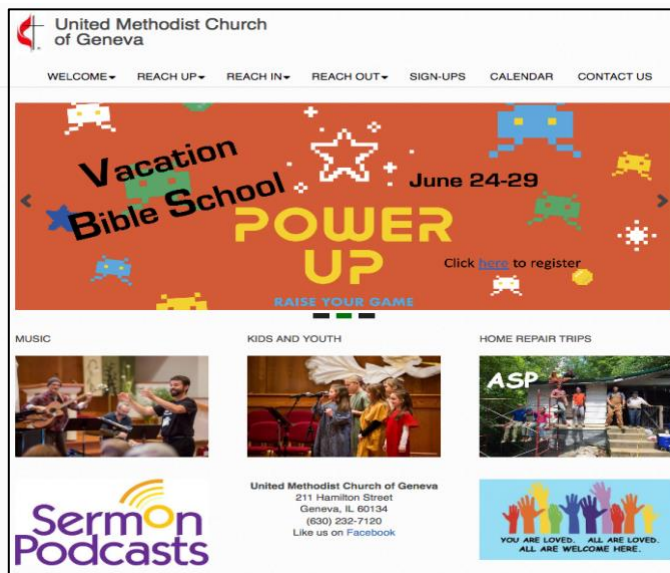 United Methodist Church
of Geneva
WELCOME REACH UP REACH IN REACH OUT SIGN-UPS CALENDAR CONTACT US
Vacation
Bible School
June 24-29
POWER
UP
Click here to register
RAISE YOUR GAME
MUSIC
KIDS AND YOUTH
HOME REPAIR TRIPS
ASP
Sermon
Podcasts
United Methodist Church of Geneva
211 Hamilton Street
Geneva, IL 60134
(630) 232-7120
Like us on Facebook
YOU ARE LOVED. ALL ARE LOVED.
ALL ARE WELCOME HERE.